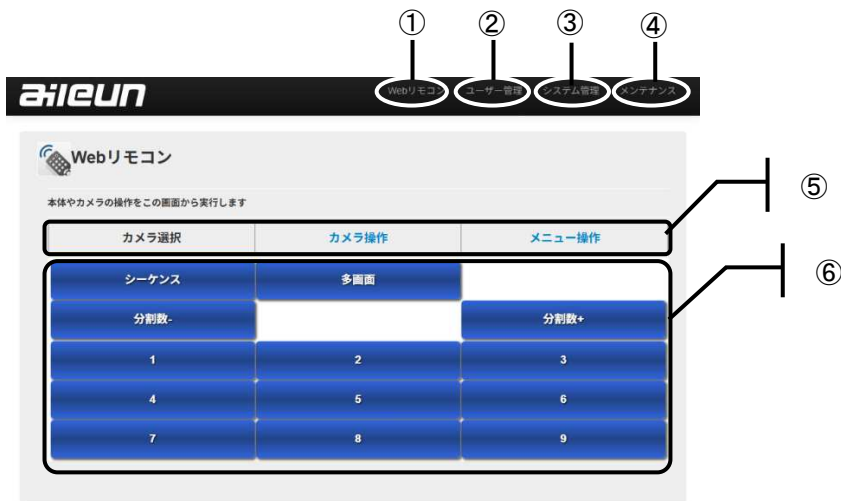 ① ② ③ ④
aileun
Webリモコン ユーザー管理 システム管理 メンテナンス
Webリモコン
⑤
本体やカメラの操作をこの画面から実行します
カメラ選択 カメラ操作 メニュー操作
⑥
シーケンス 多画面
分割数- 分割数+
1 2 3
4 5 6
7 8 9